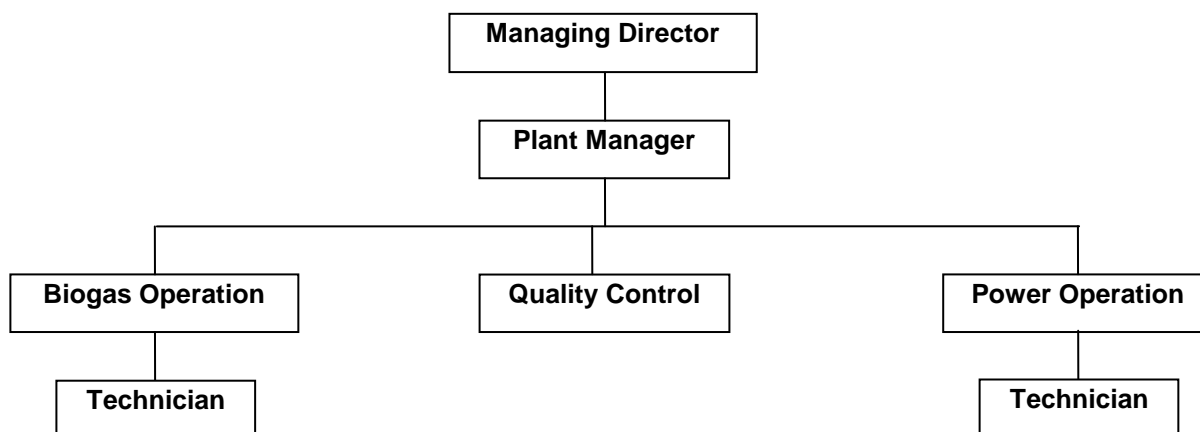 Managing Director
Plant Manager
Biogas Operation
Quality Control
Power Operation
Technician
Technician